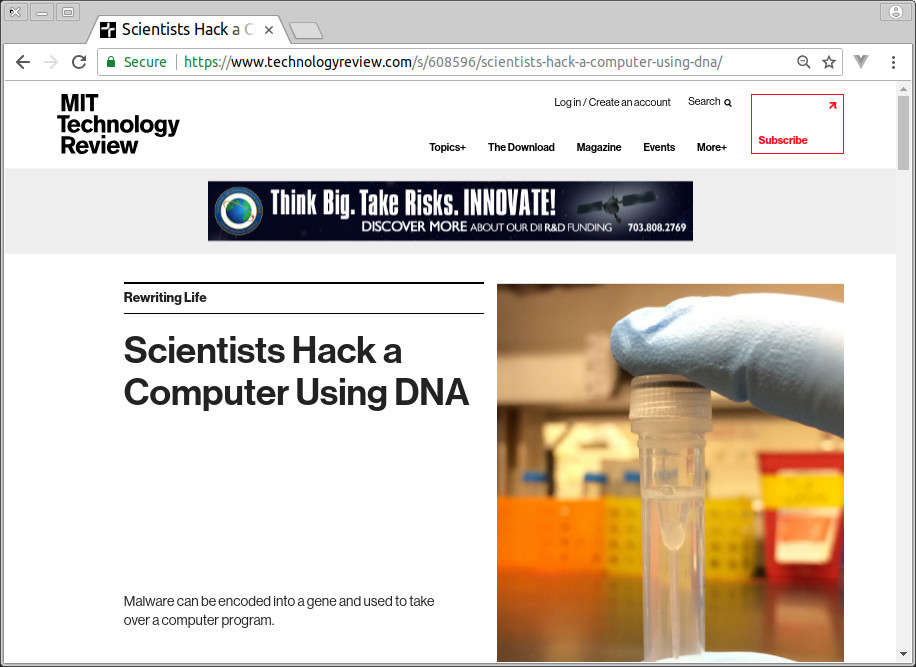 Scientists Hack a C
Secure
https://www.technologyreview.com/s/608596/scientists-hack-a-computer-using-dna/
MIT
Technology
Review
Log in / Create an account
Search
Topics+
The Download
Magazine
Events
More+
Subscribe
Think Big. Take Risks. INNOVATE!
DISCOVER MORE ABOUT OUR DII R&D FUNDING
703.808.2769
Rewriting Life
Scientists Hack a
Computer Using DNA
Malware can be encoded into a gene and used to take
over a computer program.